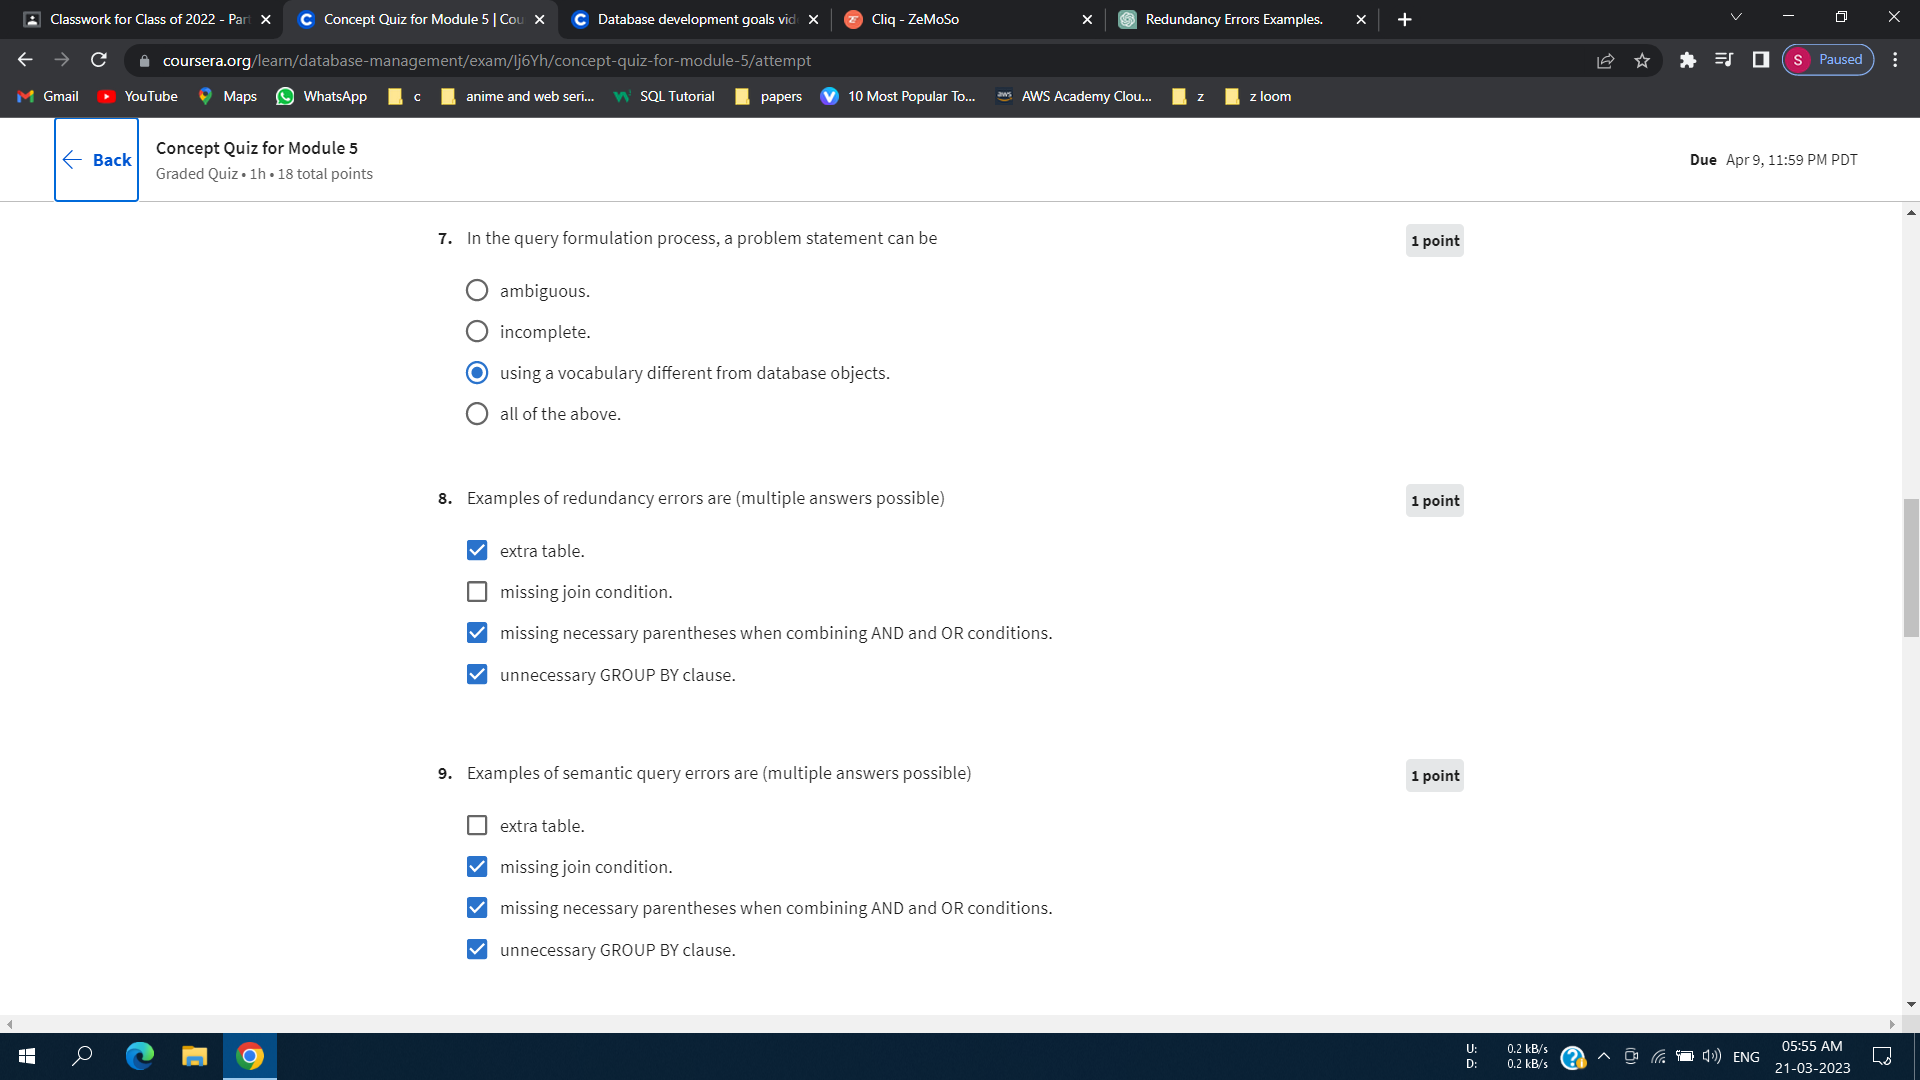 Classwork for Class of 2022 - Part
Concept Quiz for Module 5 | Cou
Database development goals vid
Cliq - ZeMoSo
Redundancy Errors Examples.
coursera.org/learn/database-management/exam/Ij6Yh/concept-quiz-for-module-5/attempt
S Paused
Gmail YouTube Maps WhatsApp c anime and web seri... SQL Tutorial papers 10 Most Popular To... aws AWS Academy Clou... z z loom
Back
Concept Quiz for Module 5
Graded Quiz • 1h • 18 total points
Due Apr 9, 11:59 PM PDT
7. In the query formulation process, a problem statement can be
1 point
ambiguous.
incomplete.
using a vocabulary different from database objects.
all of the above.
8. Examples of redundancy errors are (multiple answers possible)
1 point
extra table.
missing join condition.
missing necessary parentheses when combining AND and OR conditions.
unnecessary GROUP BY clause.
9. Examples of semantic query errors are (multiple answers possible)
1 point
extra table.
missing join condition.
missing necessary parentheses when combining AND and OR conditions.
unnecessary GROUP BY clause.
U: 0.2 kB/s
D: 0.2 kB/s
ENG
05:55 AM
21-03-2023